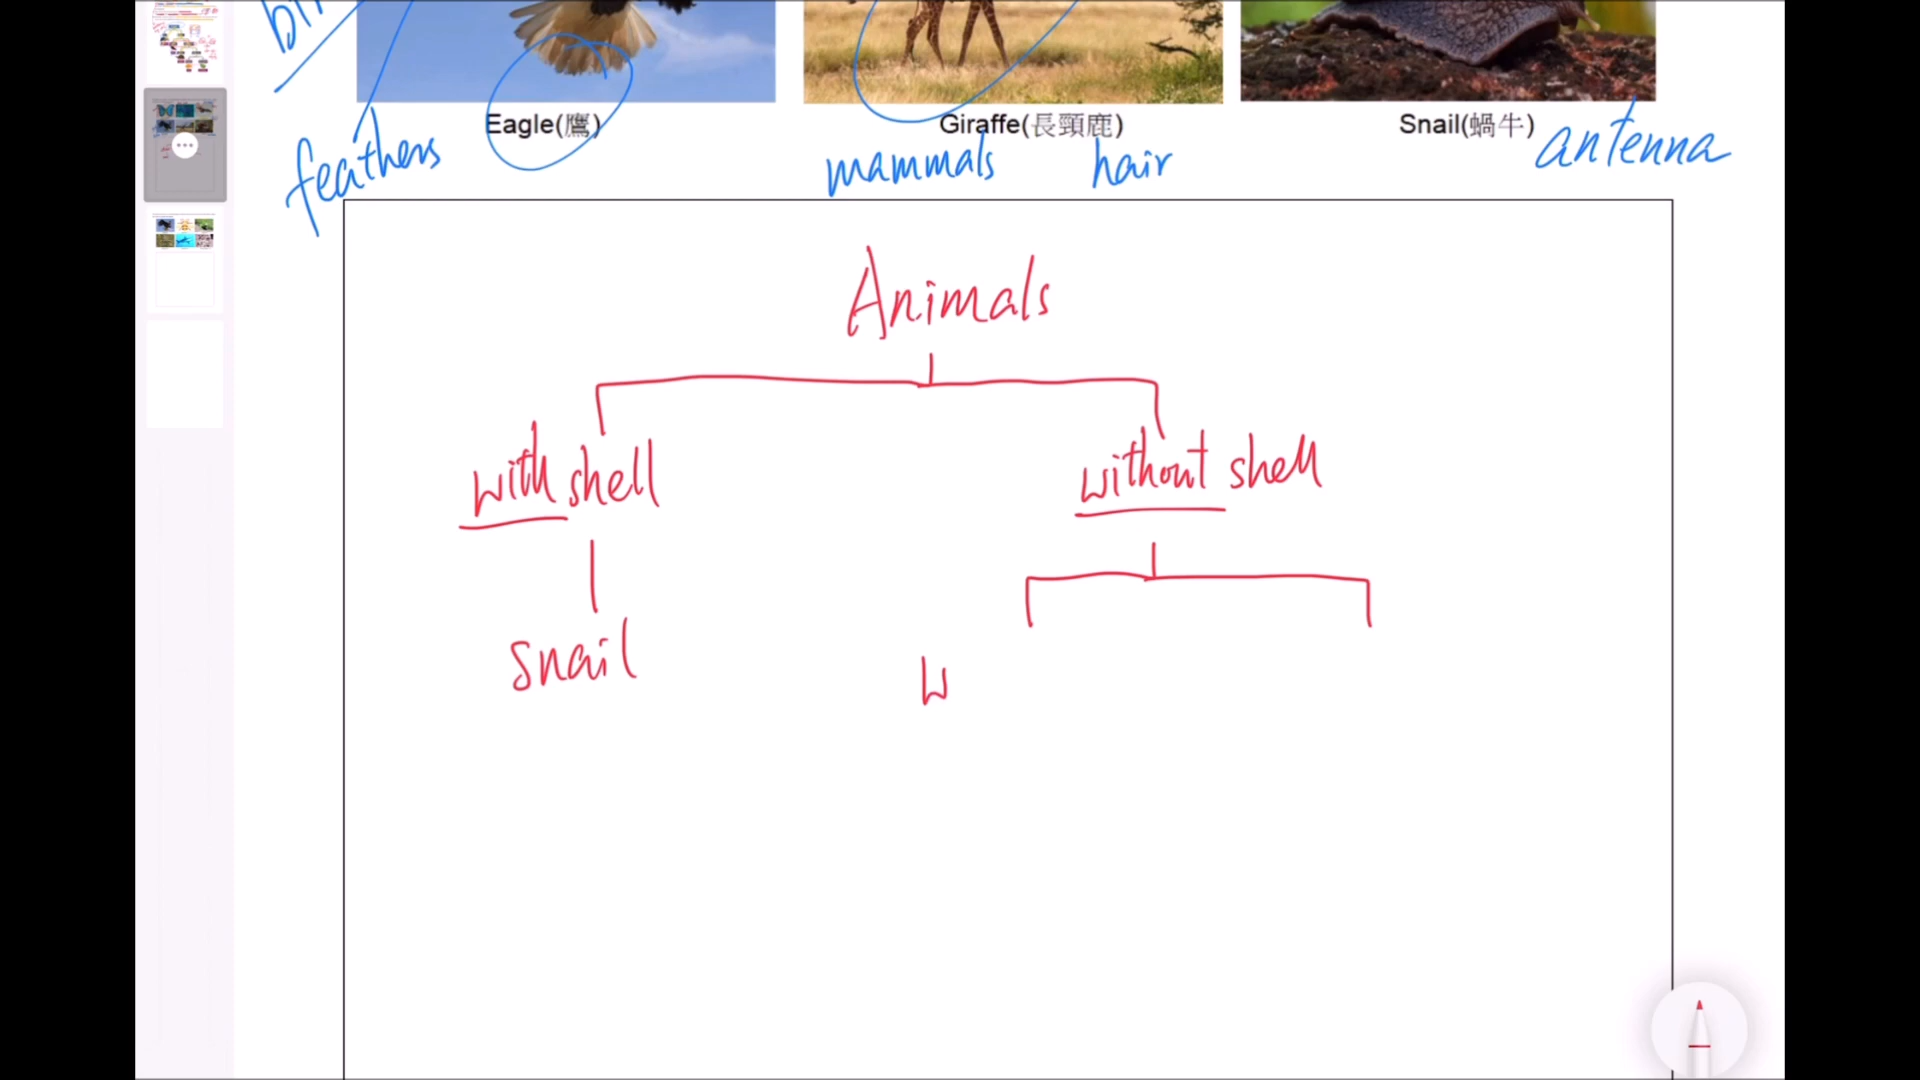 Eagle(鷹)
Giraffe(長頸鹿)
Snail(蝸牛)
feathers
mammals hair
antenna
Animals
with shell
without shell
snail
W